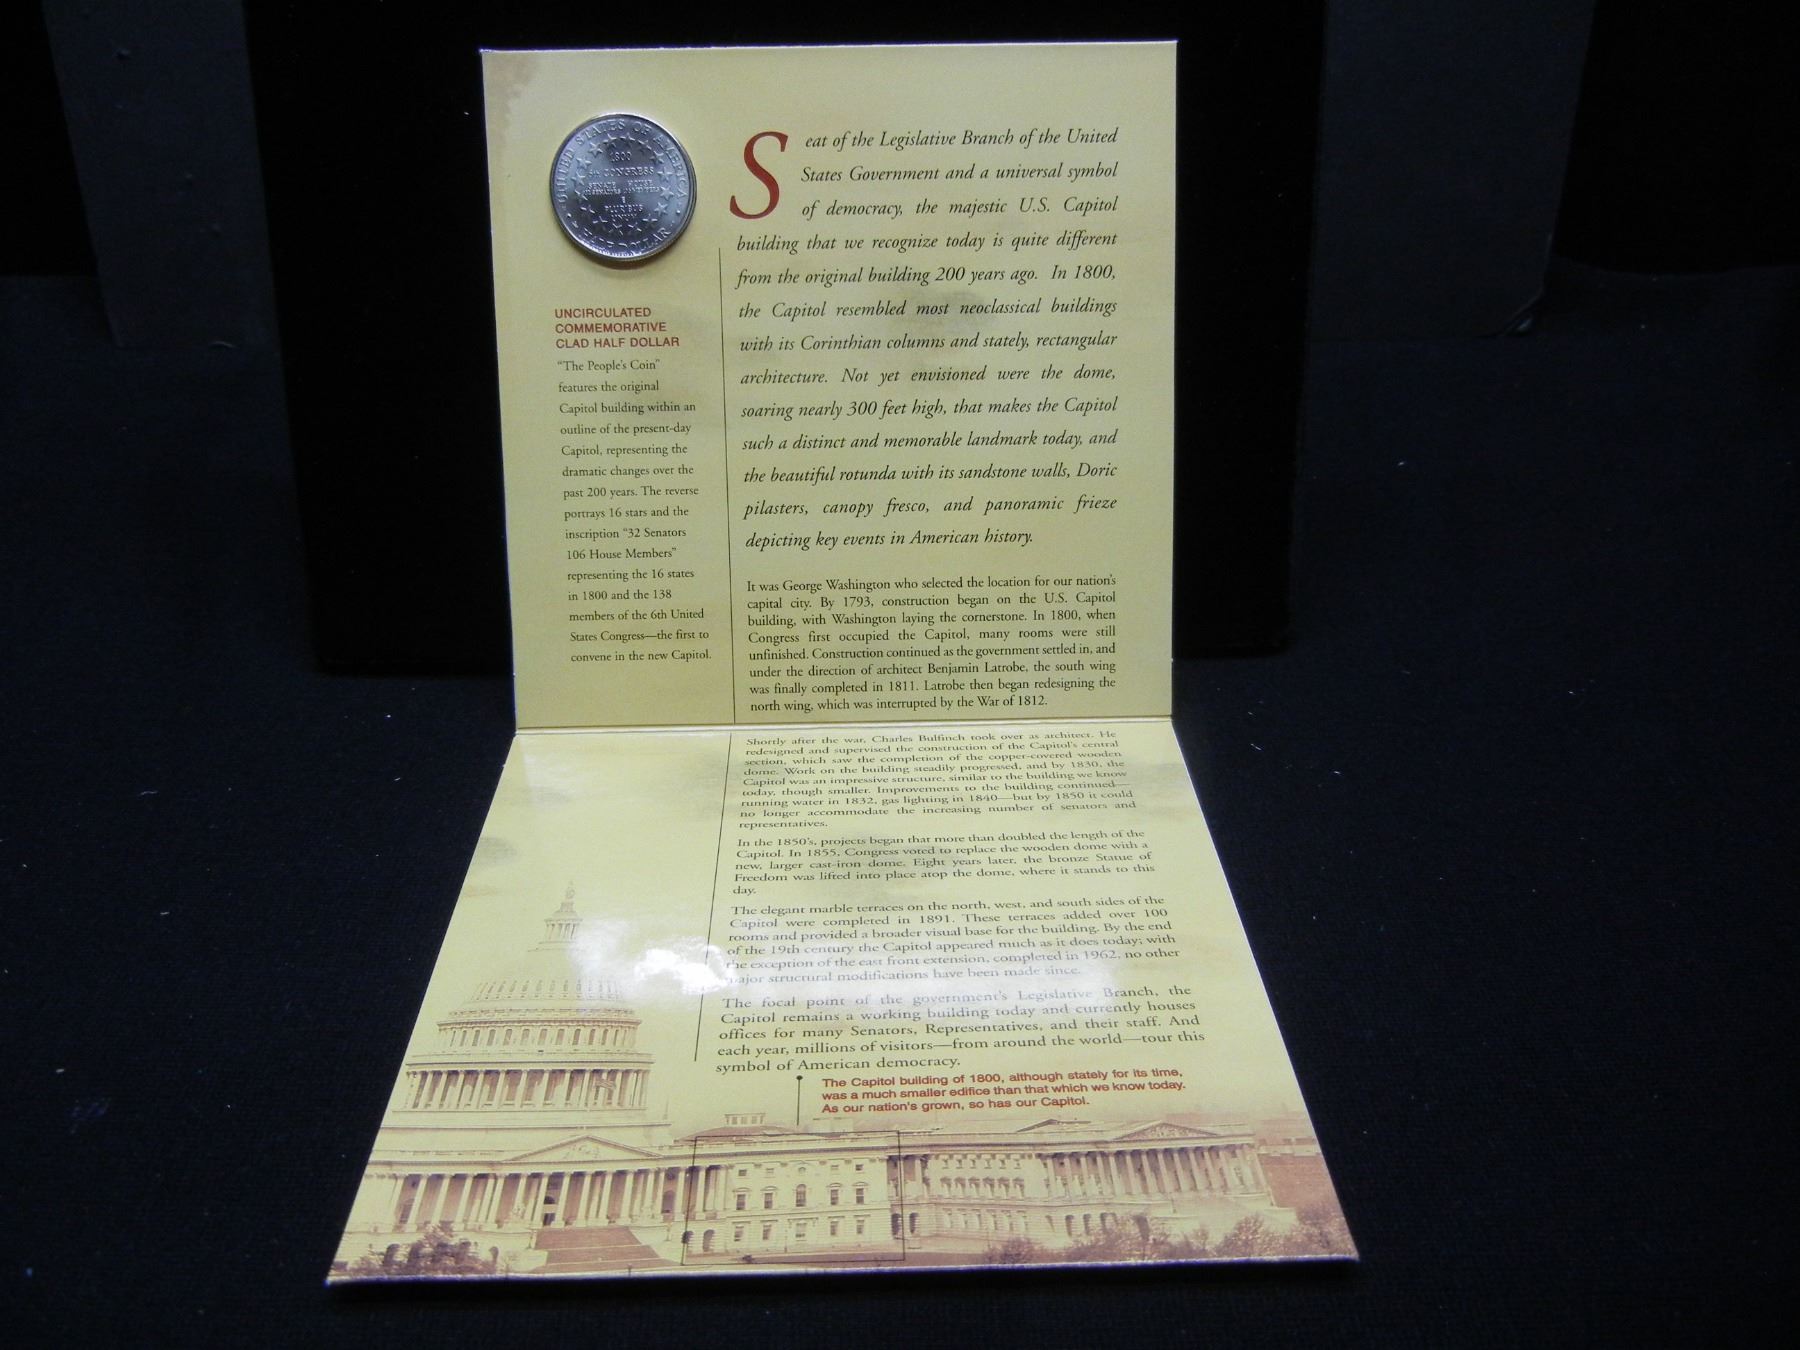 UNITED STATES OF AMERICA
1800
6TH CONGRESS
SENATE HOUSE
32 SENATORS 106 MEMBERS
E
PLURIBUS
UNUM
HALF DOLLAR
UNCIRCULATED
COMMEMORATIVE
CLAD HALF DOLLAR
"The People's Coin"
features the original
Capitol building within an
outline of the present-day
Capitol, representing the
dramatic changes over the
past 200 years. The reverse
portrays 16 stars and the
inscription "32 Senators
106 House Members"
representing the 16 states
in 1800 and the 138
members of the 6th United
States Congress—the first to
convene in the new Capitol.
Seat of the Legislative Branch of the United
States Government and a universal symbol
of democracy, the majestic U.S. Capitol
building that we recognize today is quite different
from the original building 200 years ago. In 1800,
the Capitol resembled most neoclassical buildings
with its Corinthian columns and stately, rectangular
architecture. Not yet envisioned were the dome,
soaring nearly 300 feet high, that makes the Capitol
such a distinct and memorable landmark today, and
the beautiful rotunda with its sandstone walls, Doric
pilasters, canopy fresco, and panoramic frieze
depicting key events in American history.
It was George Washington who selected the location for our nation's
capital city. By 1793, construction began on the U.S. Capitol
building, with Washington laying the cornerstone. In 1800, when
Congress first occupied the Capitol, many rooms were still
unfinished. Construction continued as the government settled in, and
under the direction of architect Benjamin Latrobe, the south wing
was finally completed in 1811. Latrobe then began redesigning the
north wing, which was interrupted by the War of 1812.
Shortly after the war, Charles Bulfinch took over as architect. He
redesigned and supervised the construction of the Capitol's central
section, which saw the completion of the copper-covered wooden
dome. Work on the building steadily progressed, and by 1830, the
Capitol was an impressive structure, similar to the building we know
today, though smaller. Improvements to the building continued—
running water in 1832, gas lighting in 1840—but by 1850 it could
no longer accommodate the increasing number of senators and
representatives.
In the 1850's, projects began that more than doubled the length of the
Capitol. In 1855, Congress voted to replace the wooden dome with a
new, larger cast-iron dome. Eight years later, the bronze Statue of
Freedom was lifted into place atop the dome, where it stands to this
day.
The elegant marble terraces on the north, west, and south sides of the
Capitol were completed in 1891. These terraces added over 100
rooms and provided a broader visual base for the building. By the end
of the 19th century the Capitol appeared much as it does today; with
the exception of the east front extension, completed in 1962, no other
major structural modifications have been made since.
The focal point of the government's Legislative Branch, the
Capitol remains a working building today and currently houses
offices for many Senators, Representatives, and their staff. And
each year, millions of visitors—from around the world—tour this
symbol of American democracy.
The Capitol building of 1800, although stately for its time,
was a much smaller edifice than that which we know today.
As our nation's grown, so has our Capitol.